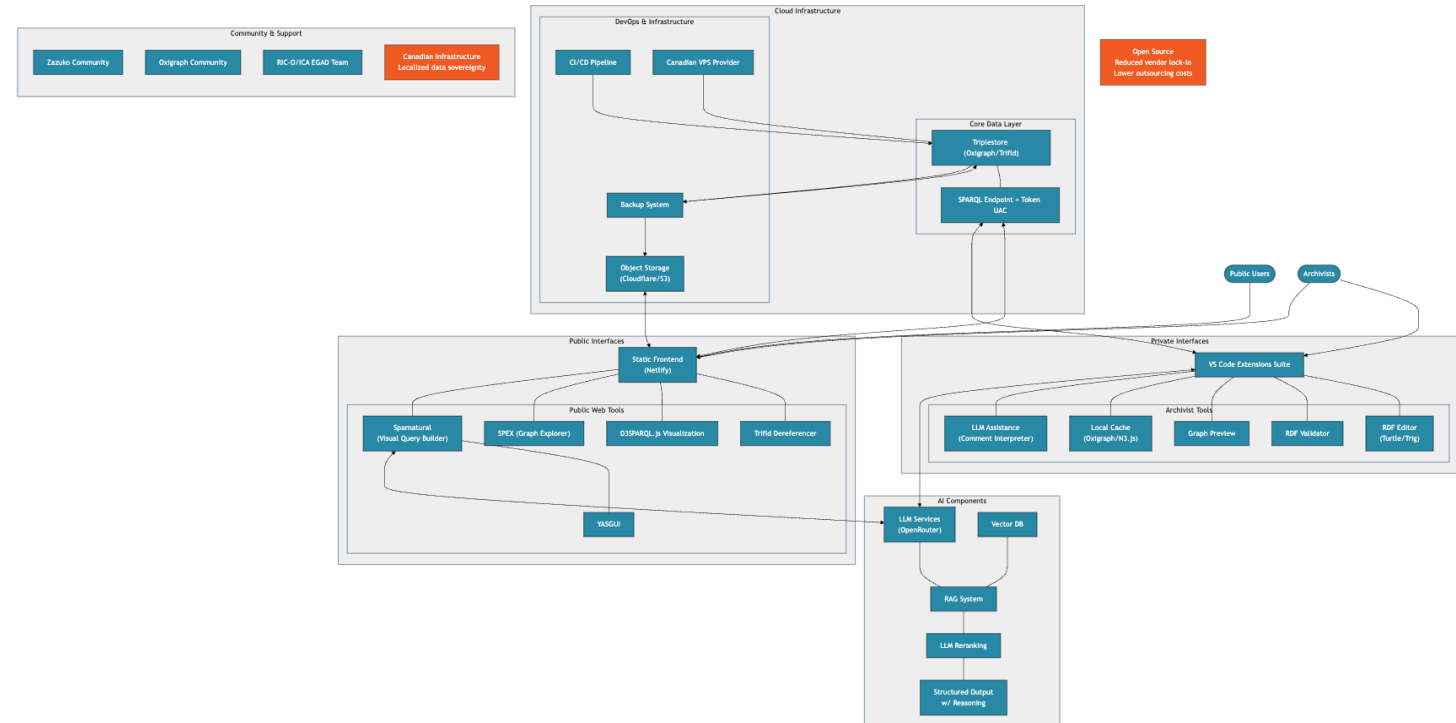 Cloud Infrastructure
DevOps & Infrastructure
Community & Support
Zazuko Community
Oxigraph Community
RIC-O/ICA EGAD Team
Canadian Infrastructure
Localized data sovereignty
CI/CD Pipeline
Canadian VPS Provider
Open Source
Reduced vendor lock-in
Lower outsourcing costs
Core Data Layer
Triplestore
(Oxigraph/Trifid)
Backup System
SPARQL Endpoint + Token
UAC
Object Storage
(Cloudflare/S3)
Public Users
Archivists
Public Interfaces
Static Frontend
(Netlify)
Private Interfaces
VS Code Extensions Suite
Public Web Tools
Sparnatural
(Visual Query Builder)
SPEX (Graph Explorer)
D3SPARQL.js Visualization
Trifid Dereferencer
YASGUI
Archivist Tools
LLM Assistance
(Comment Interpreter)
Local Cache
(Oxigraph/N3.js)
Graph Preview
RDF Validator
RDF Editor
(Turtle/Trig)
AI Components
LLM Services
(OpenRouter)
Vector DB
RAG System
LLM Reranking
Structured Output
w/ Reasoning